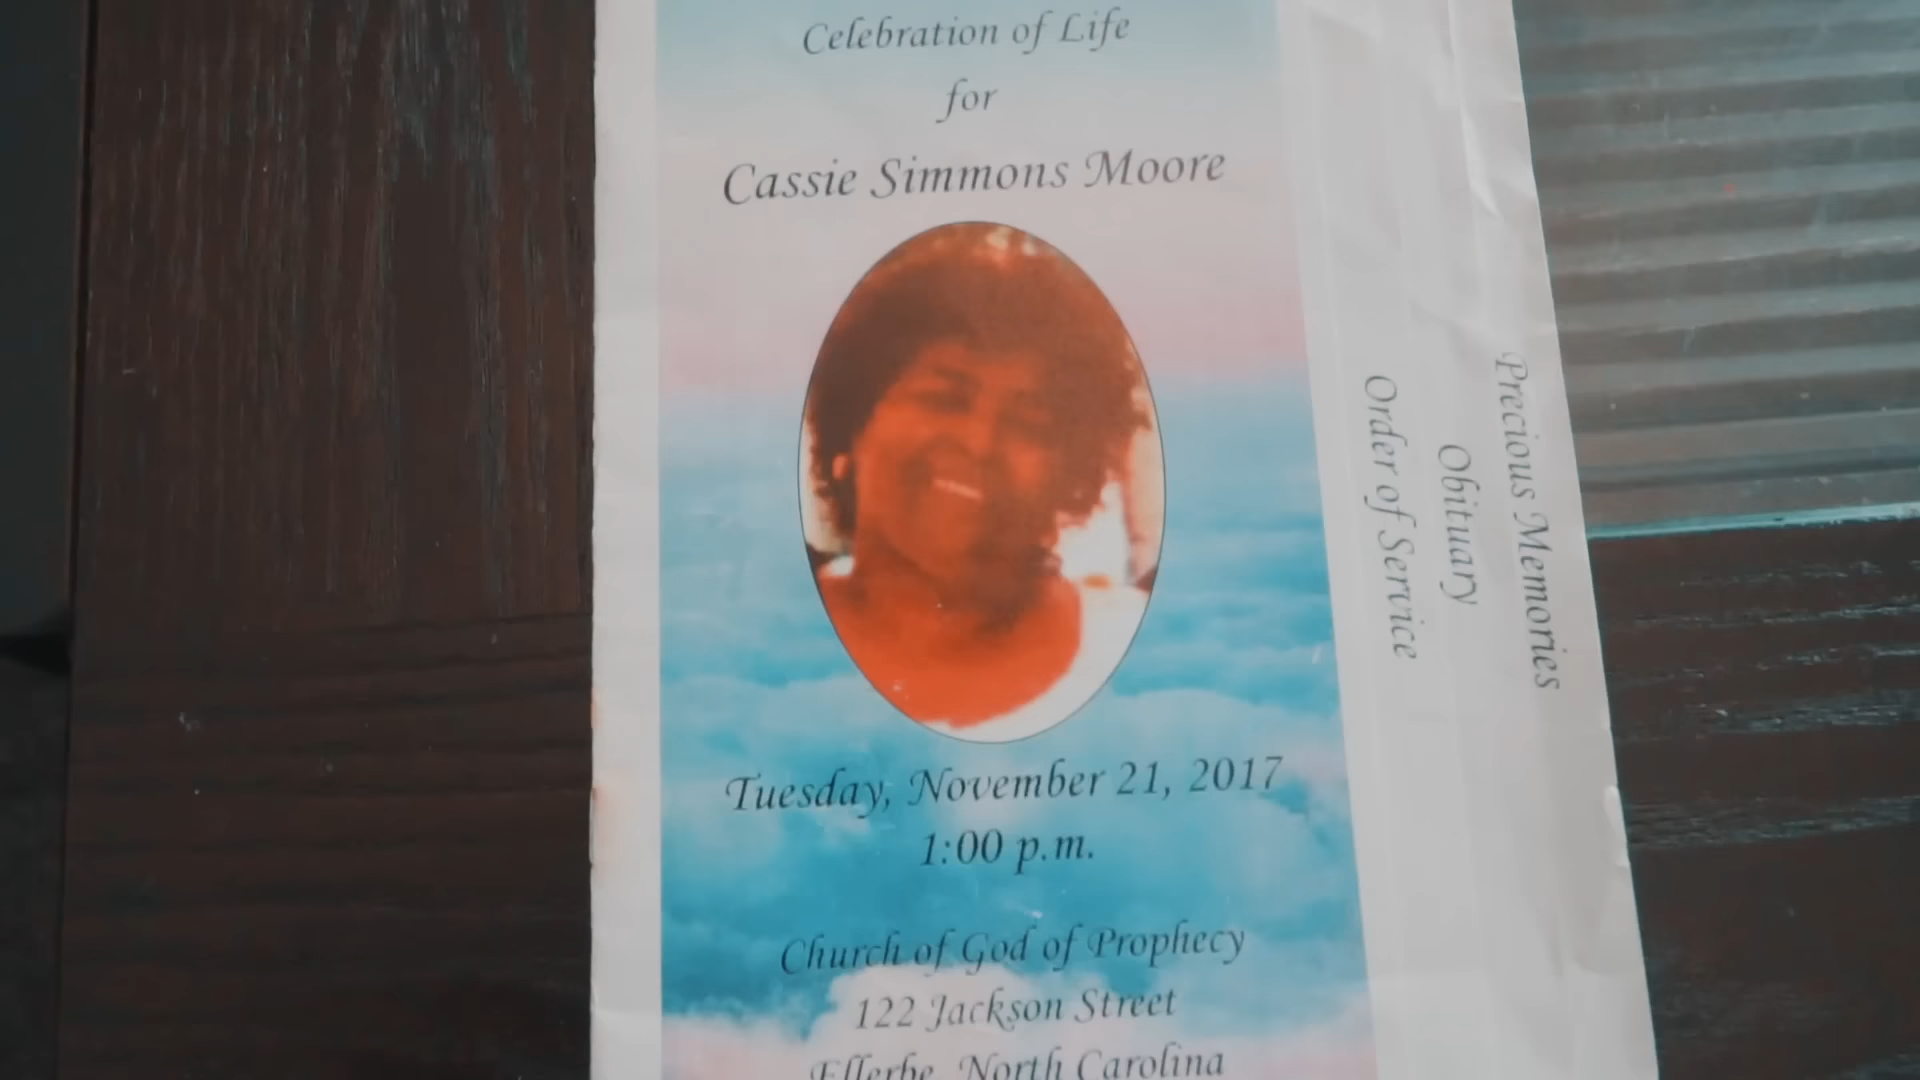 Celebration of Life
for
Cassie Simmons Moore
Tuesday, November 21, 2017
1:00 p.m.
Church of God of Prophecy
122 Jackson Street
Ellerbe, North Carolina
Order of Service
Obituary
Precious Memories